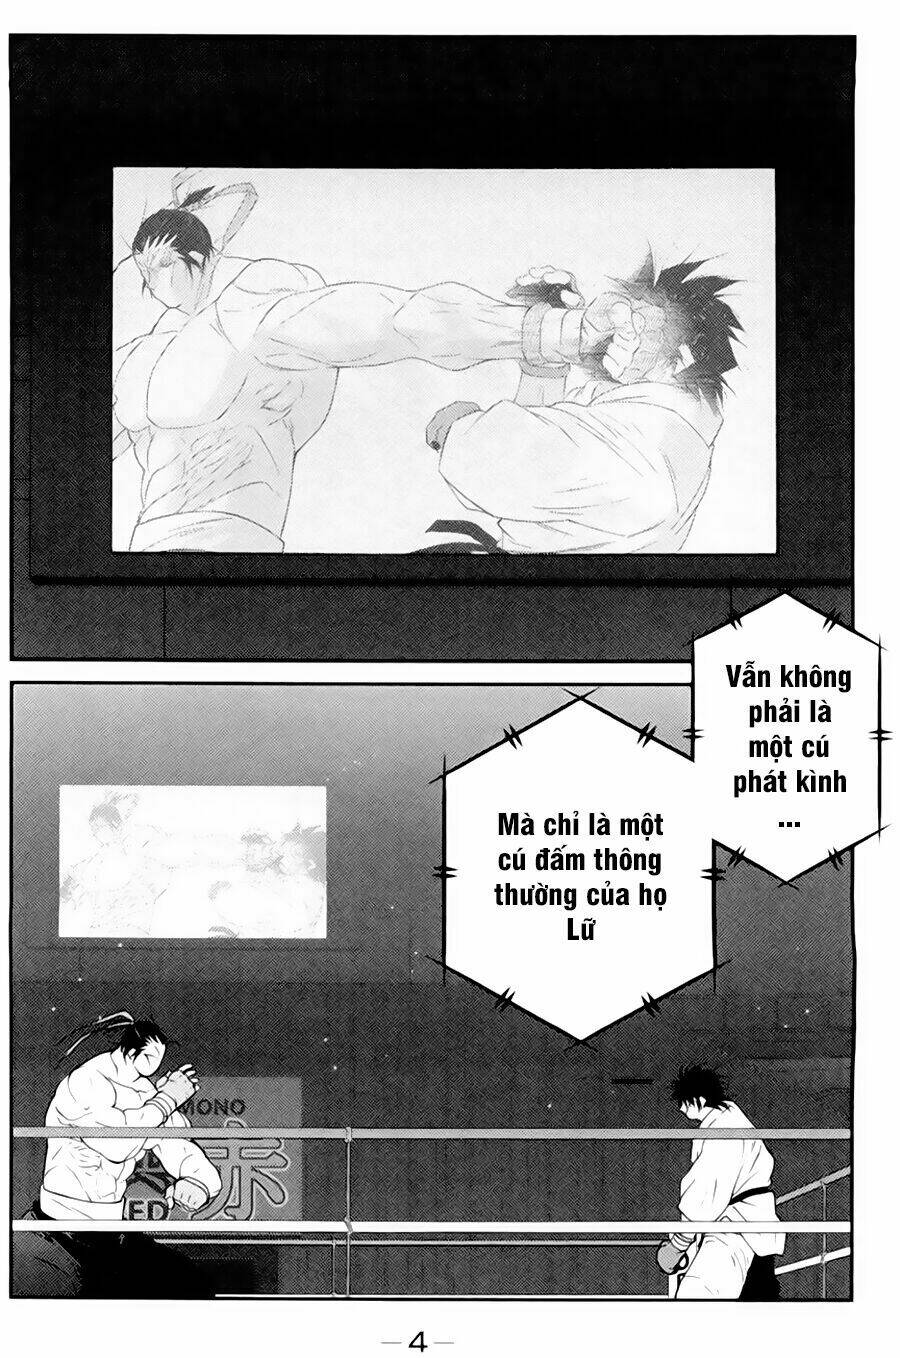 Vẫn không
phải là
một cú
phát kình
...
Mà chỉ là một
cú đấm thông
thường của họ
Lữ
MONO
赤
ED
— 4 —